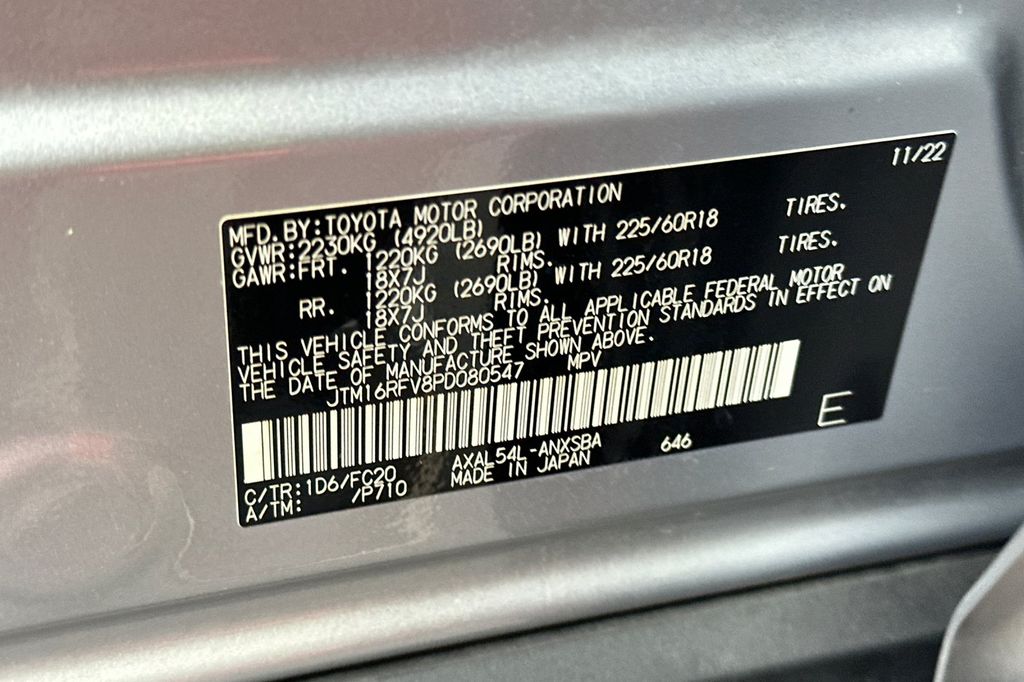 11/22
MFD.BY:TOYOTA MOTOR CORPORATION
GVWR:2230KG (4920LB)
GAWR:FRT. 1220KG (2690LB) WITH 225/60R18 TIRES.
18X7J RIMS.
RR. 1220KG (2690LB) WITH 225/60R18 TIRES.
18X7J RIMS.
THIS VEHICLE CONFORMS TO ALL APPLICABLE FEDERAL MOTOR
VEHICLE SAFETY AND THEFT PREVENTION STANDARDS IN EFFECT ON
THE DATE OF MANUFACTURE SHOWN ABOVE.
JTM16RFV8PD080547 MPV
C/TR:1D6/FC20 AXAL54L-ANXSBA 646 E
A/TM: /P710 MADE IN JAPAN